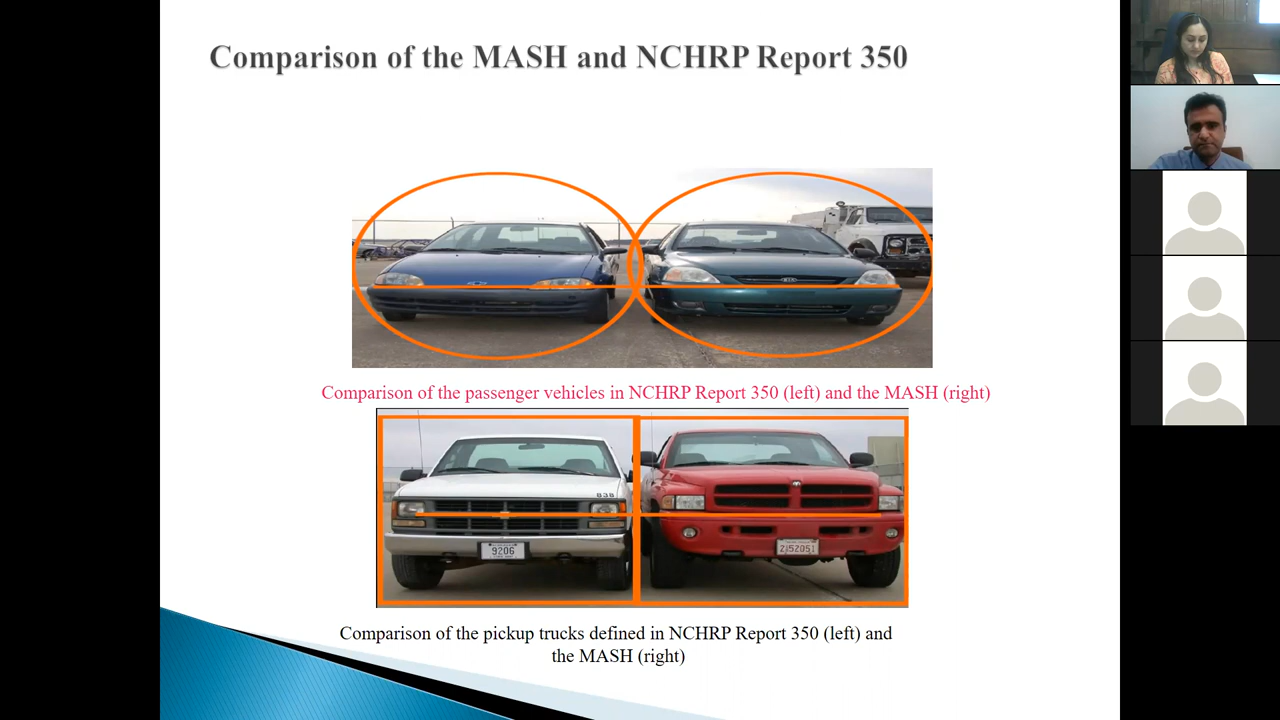 Comparison of the MASH and NCHRP Report 350
Comparison of the passenger vehicles in NCHRP Report 350 (left) and the MASH (right)
838
9206
Comparison of the pickup trucks defined in NCHRP Report 350 (left) and
the MASH (right)